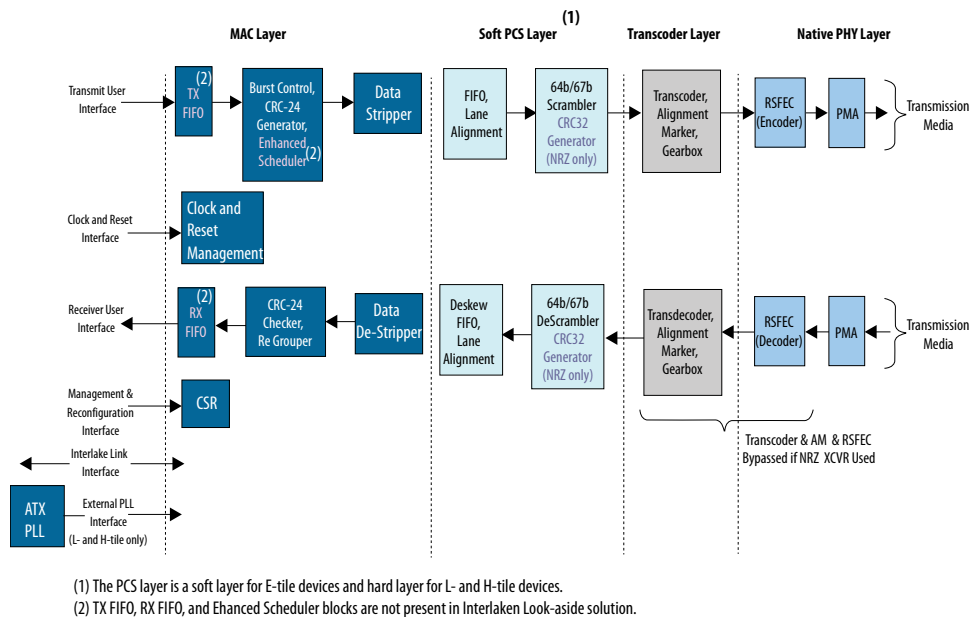 (1)
MAC Layer
Soft PCS Layer
Transcoder Layer
Native PHY Layer
Transmit User
Interface
(2)
TX
FIFO
Burst Control,
CRC-24
Generator,
Enhanced
Scheduler(2)
Data
Stripper
FIFO,
Lane
Alignment
64b/67b
Scrambler
CRC32
Generator
(NRZ only)
Transcoder,
Alignment
Marker,
Gearbox
RSFEC
(Encoder)
PMA
Transmission
Media
Clock and Reset
Interface
Clock and
Reset
Management
Receiver User
Interface
(2)
RX
FIFO
CRC-24
Checker,
Re Grouper
Data
De-Stripper
Deskew
FIFO,
Lane
Alignment
64b/67b
DeScrambler
CRC32
Generator
(NRZ only)
Transdecoder,
Alignment
Marker,
Gearbox
RSFEC
(Decoder)
PMA
Transmission
Media
Management &
Reconfiguration
Interface
CSR
Transcoder & AM & RSFEC
Bypassed if NRZ XCVR Used
Interlake Link
Interface
ATX
PLL
External PLL
Interface
(L- and H-tile only)
(1) The PCS layer is a soft layer for E-tile devices and hard layer for L- and H-tile devices.
(2) TX FIFO, RX FIFO, and Ehanced Scheduler blocks are not present in Interlaken Look-aside solution.